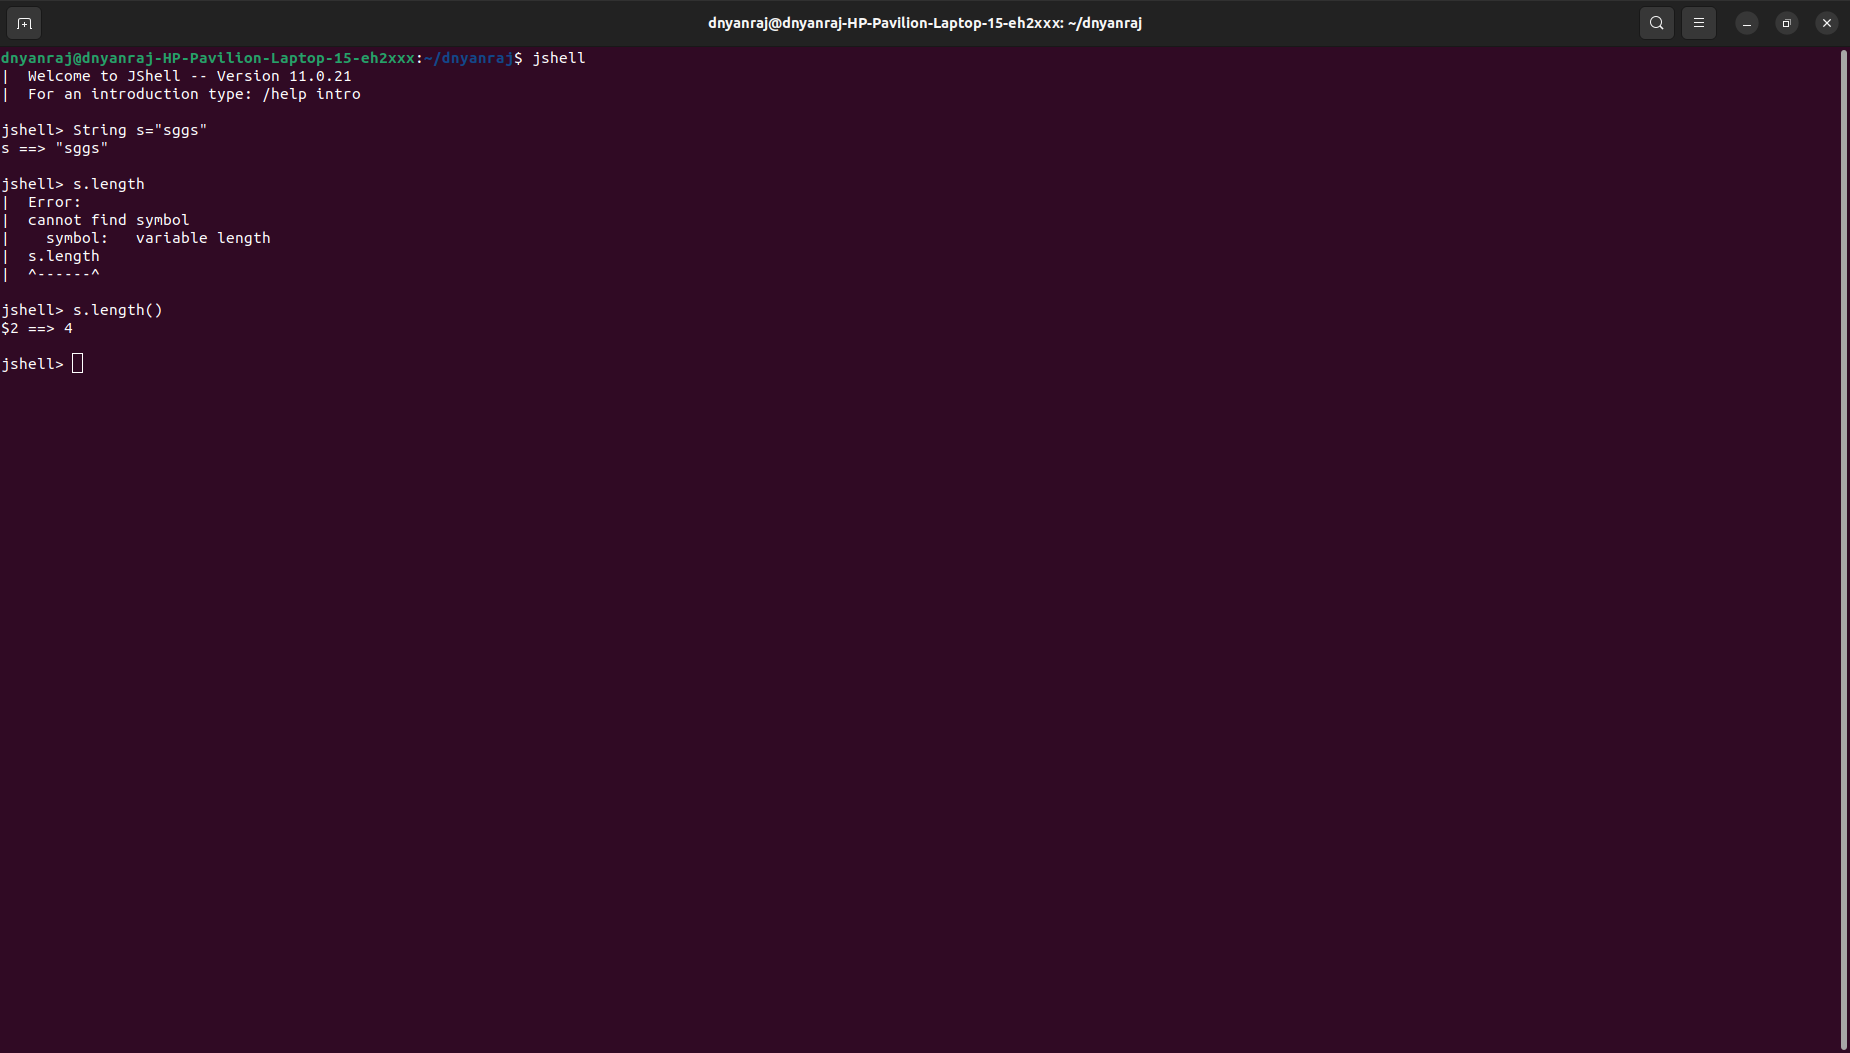 dnyanraj@dnyanraj-HP-Pavilion-Laptop-15-eh2xxx: ~/dnyanraj
dnyanraj@dnyanraj-HP-Pavilion-Laptop-15-eh2xxx:~/dnyanraj$ jshell
|  Welcome to JShell -- Version 11.0.21
|  For an introduction type: /help intro
jshell> String s="sggs"
s ==> "sggs"
jshell> s.length
|  Error:
|  cannot find symbol
|    symbol:   variable length
|  s.length
|  ^------^
jshell> s.length()
$2 ==> 4
jshell>